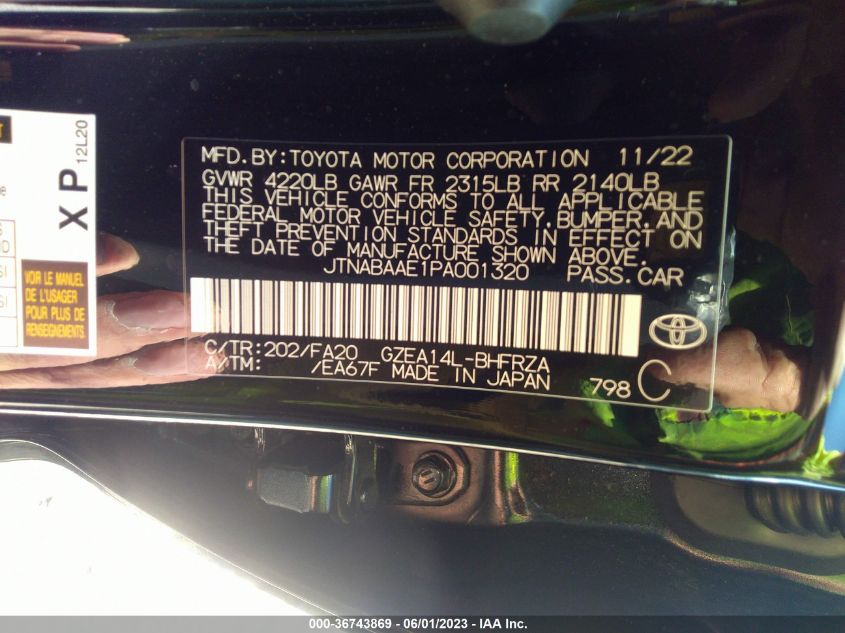 XP
12L20
VOIR LE MANUEL
DE L'USAGER
POUR PLUS DE
RENSEIGNEMENTS
MFD.BY:TOYOTA MOTOR CORPORATION 11/22
GVWR 4220LB GAWR FR 2315LB RR 2140LB
THIS VEHICLE CONFORMS TO ALL APPLICABLE
FEDERAL MOTOR VEHICLE SAFETY,BUMPER,AND
THEFT PREVENTION STANDARDS IN EFFECT ON
THE DATE OF MANUFACTURE SHOWN ABOVE.
JTNABAAE1PA001320 PASS.CAR
C/TR:202/FA20 GZEA14L-BHFRZA
A/TM: /EA67F MADE IN JAPAN 798 C
000-36743869 - 06/01/2023 - IAA Inc.